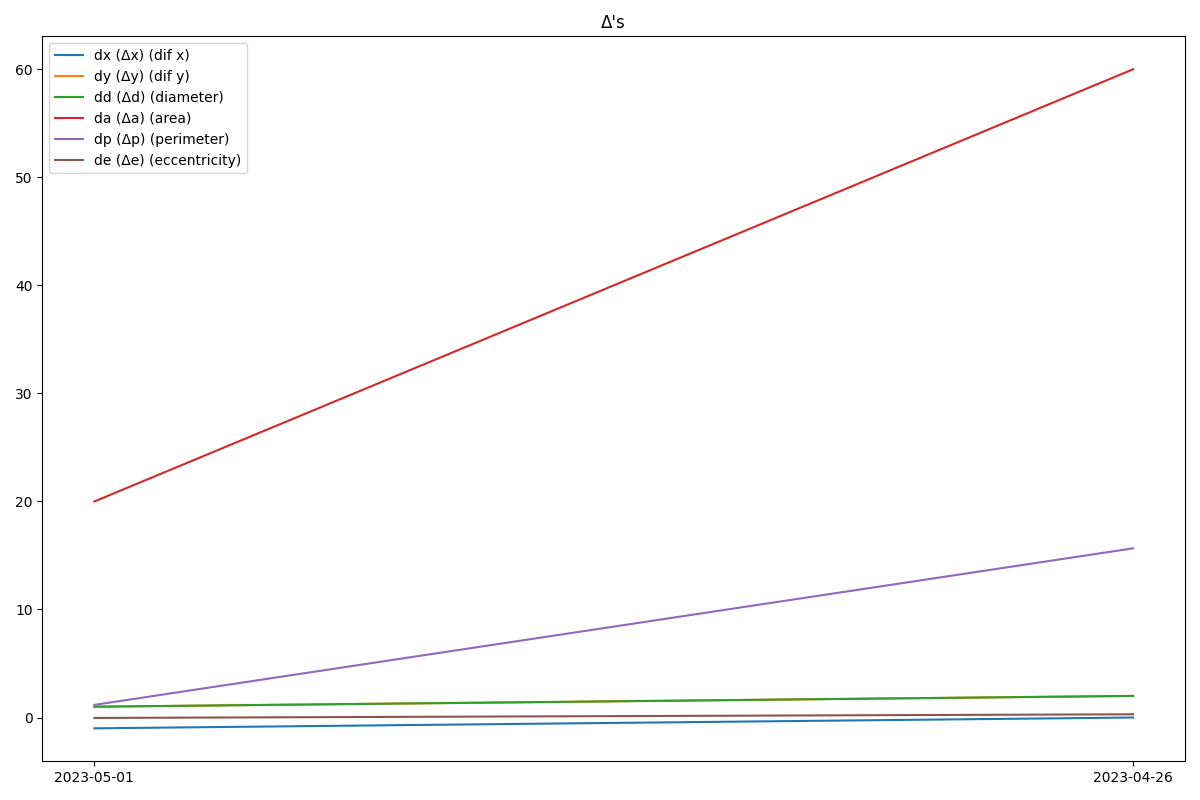 Δ's
dx (Δx) (dif x)
dy (Δy) (dif y)
dd (Δd) (diameter)
da (Δa) (area)
dp (Δp) (perimeter)
de (Δe) (eccentricity)
60
50
40
30
20
10
0
2023-05-01 2023-04-26